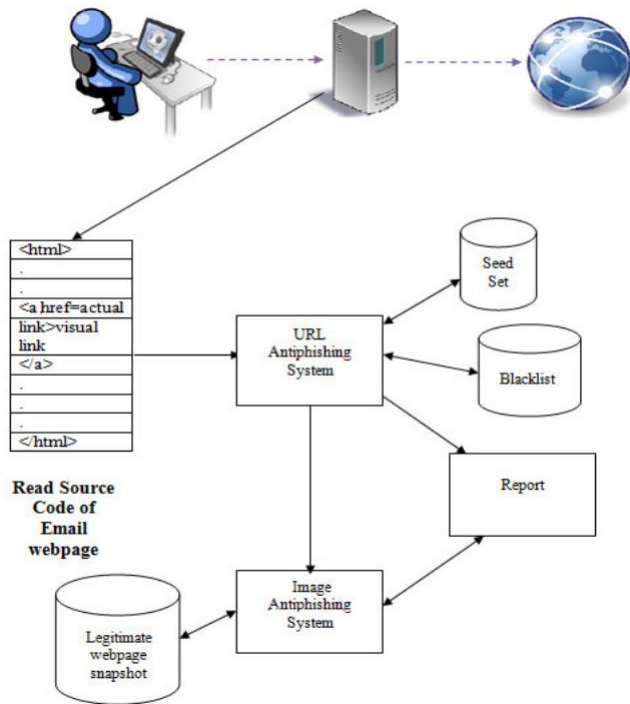 <html>
.
.
<a href=actual
link>visual
link
</a>
.
.
.
</html>
Read Source
Code of
Email
webpage
URL
Antiphishing
System
Seed
Set
Blacklist
Report
Image
Antiphishing
System
Legitimate
webpage
snapshot